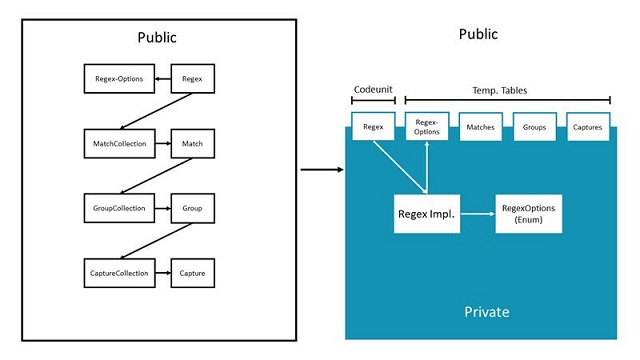 Public
Regex-Options
Regex
MatchCollection
Match
GroupCollection
Group
CaptureCollection
Capture
Public
Codeunit
Temp. Tables
Regex
Regex-
Options
Matches
Groups
Captures
Regex Impl.
RegexOptions
(Enum)
Private